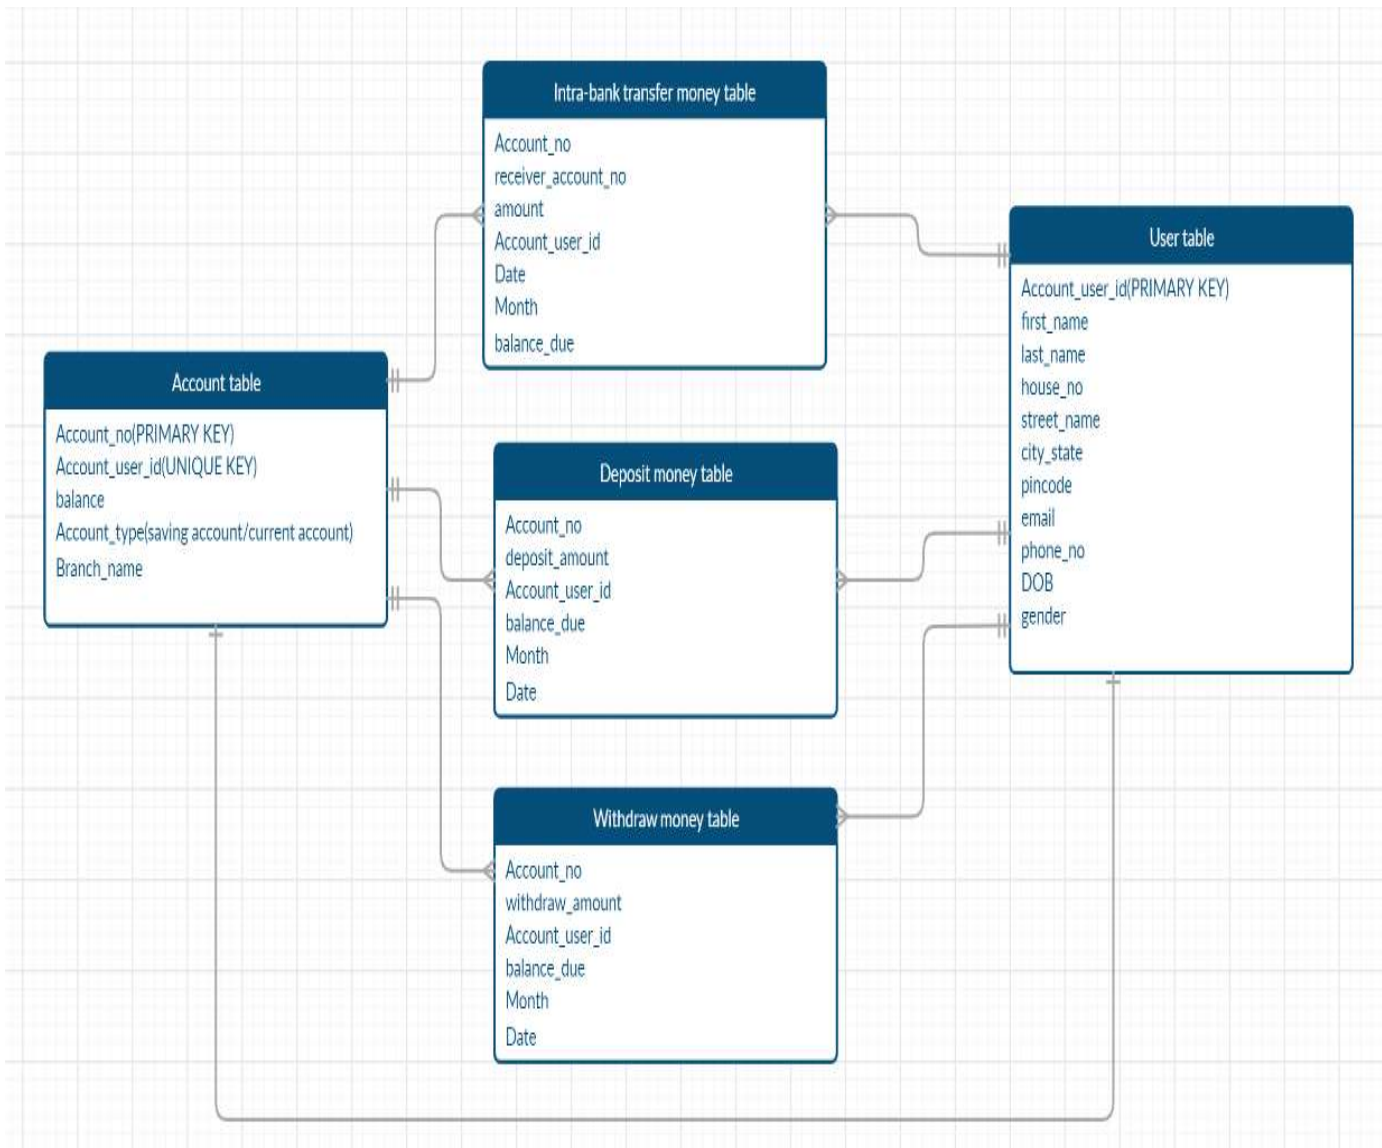 Intra-bank transfer money table
Account_no
receiver_account_no
amount
Account_user_id
Date
Month
balance_due
User table
Account_user_id(PRIMARY KEY)
first_name
last_name
house_no
street_name
city_state
pincode
email
phone_no
DOB
gender
Account table
Account_no(PRIMARY KEY)
Account_user_id(UNIQUE KEY)
balance
Account_type(saving account/current account)
Branch_name
Deposit money table
Account_no
deposit_amount
Account_user_id
balance_due
Month
Date
Withdraw money table
Account_no
withdraw_amount
Account_user_id
balance_due
Month
Date